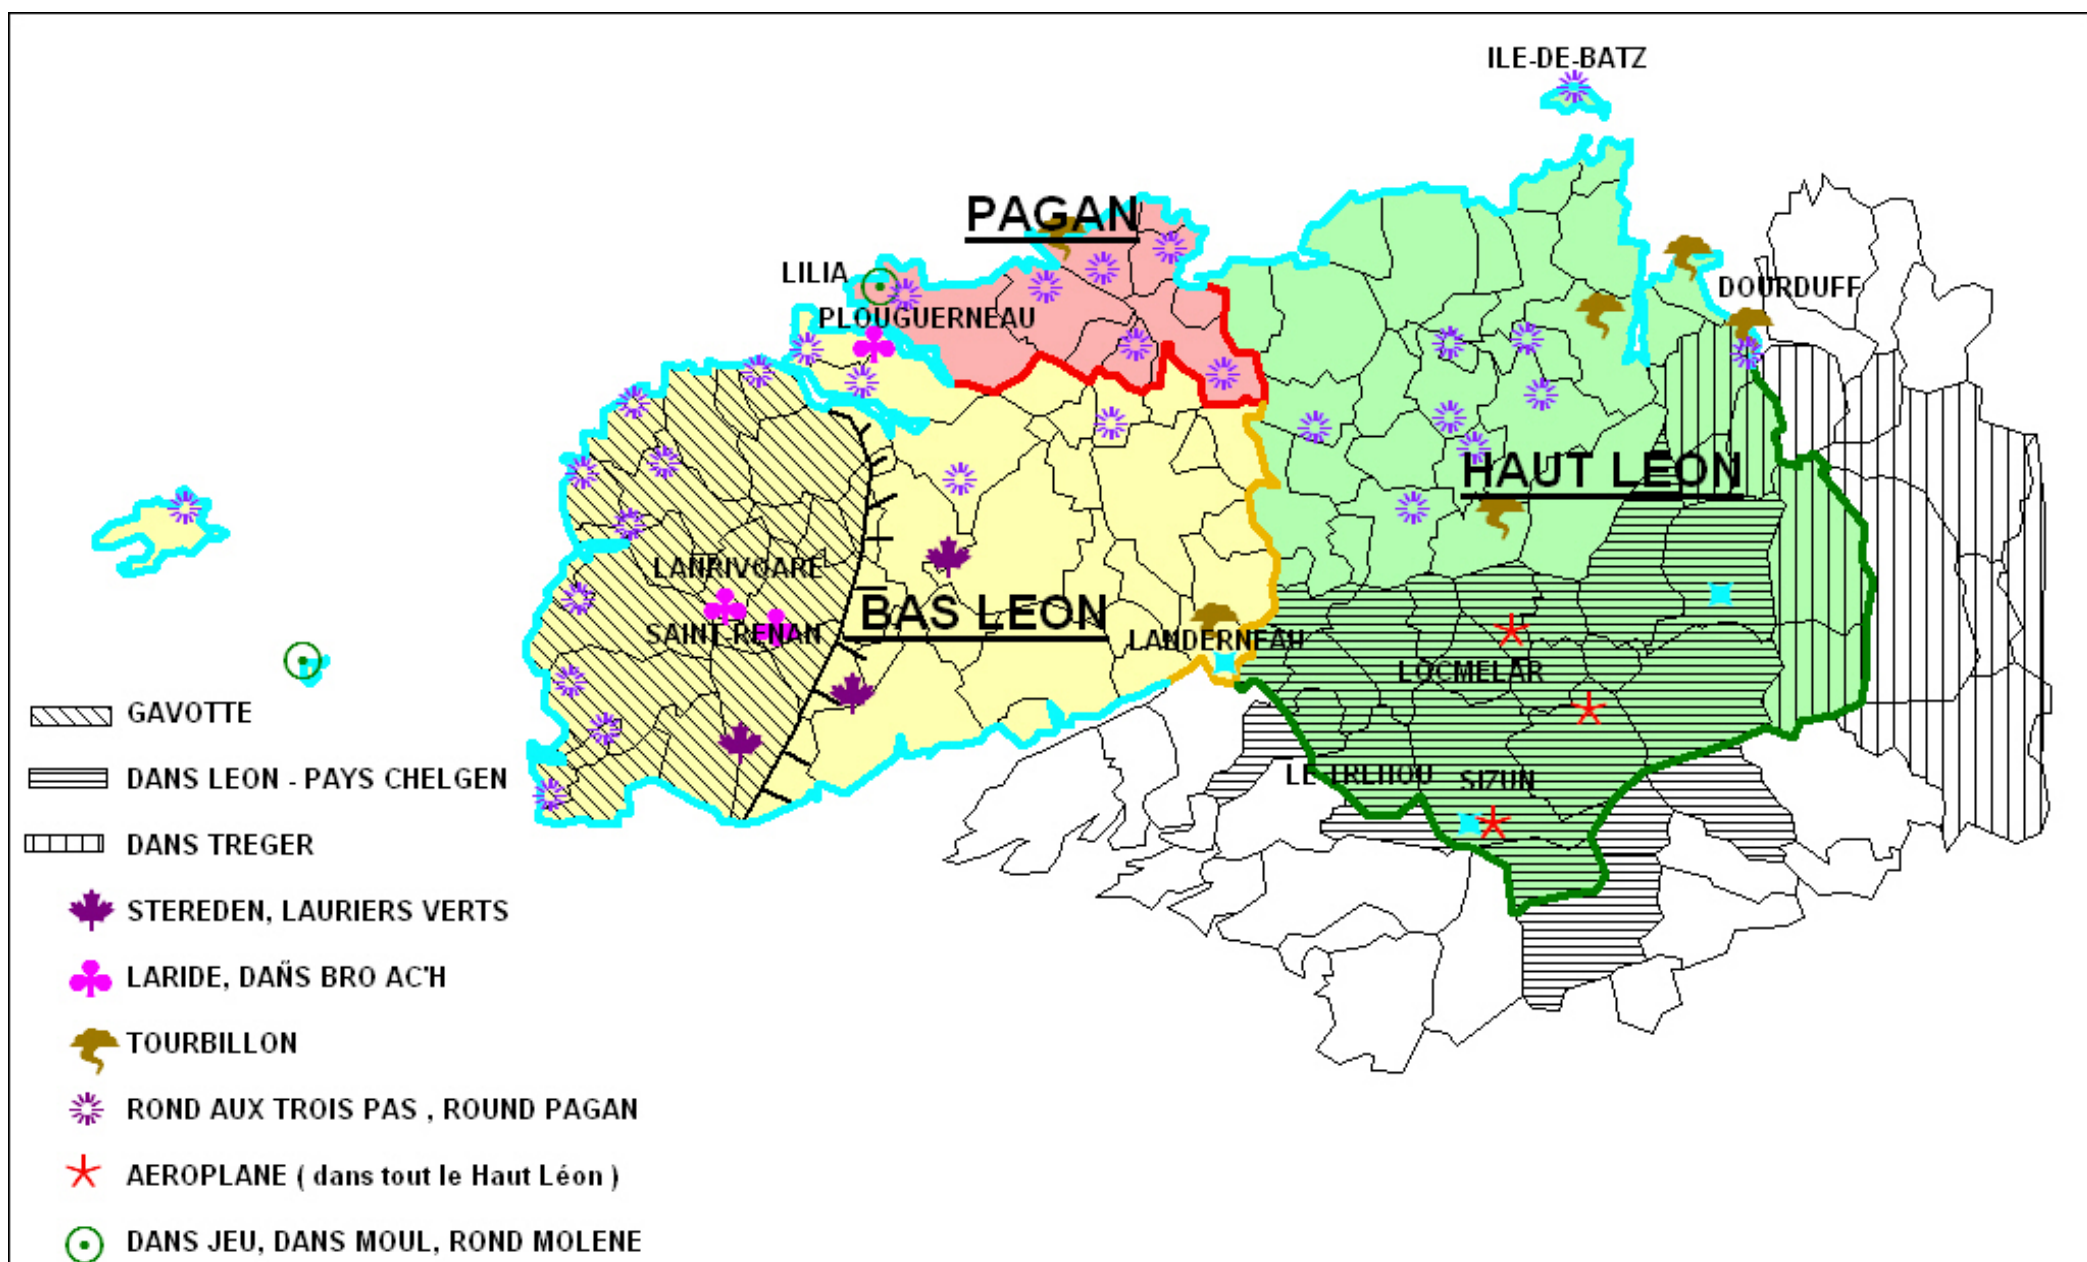 ILE-DE-BATZ
PAGAN
LILIA
DOURDUFF
PLOUGUERNEAU
HAUT LEON
LANRIVOARE
BAS LEON
SAINT-RENAN
LANDERNEAU
LOCMELAR
LE TREHOU
SIZUN
GAVOTTE
DANS LEON - PAYS CHELGEN
DANS TREGER
STEREDEN, LAURIERS VERTS
LARIDE, DAÑS BRO AC'H
TOURBILLON
ROND AUX TROIS PAS , ROUND PAGAN
AEROPLANE ( dans tout le Haut Léon )
DANS JEU, DANS MOUL, ROND MOLENE